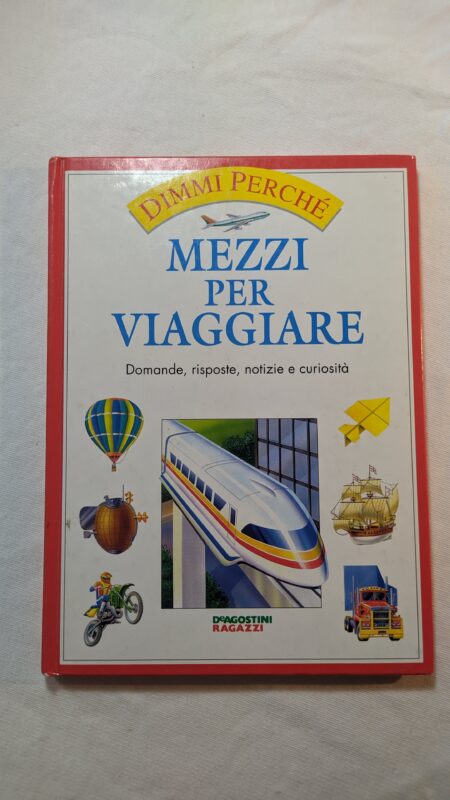 DIMMI PERCHÉ
MEZZI
PER
VIAGGIARE
Domande, risposte, notizie e curiosità
DeAGOSTINI
RAGAZZI